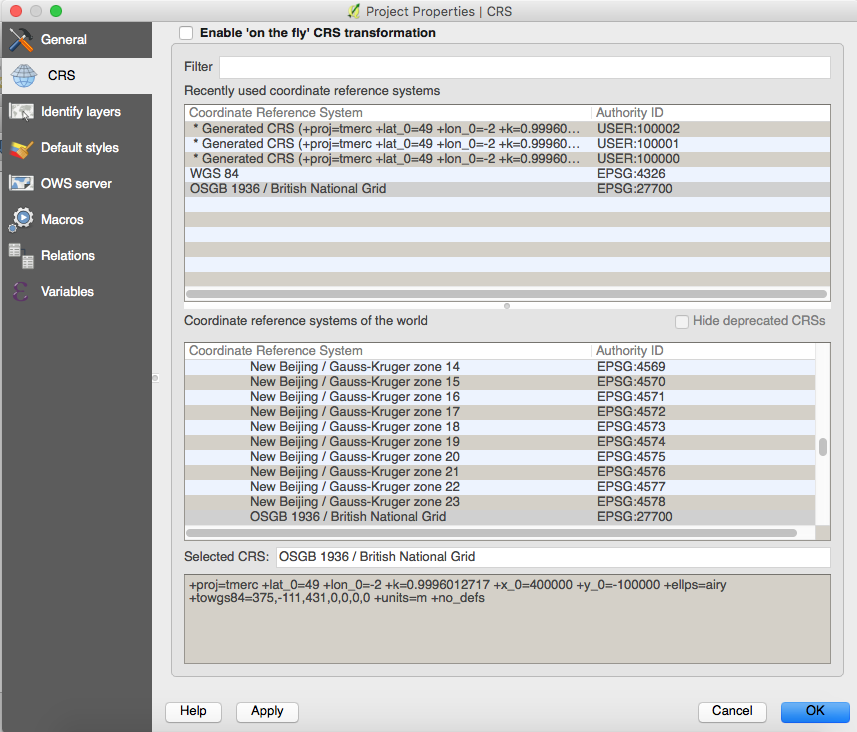 Project Properties | CRS
General
CRS
Identify layers
Default styles
OWS server
Macros
Relations
Variables
Enable 'on the fly' CRS transformation
Filter
Recently used coordinate reference systems
Coordinate Reference System Authority ID
* Generated CRS (+proj=tmerc +lat_0=49 +lon_0=-2 +k=0.99960... USER:100002
* Generated CRS (+proj=tmerc +lat_0=49 +lon_0=-2 +k=0.99960... USER:100001
* Generated CRS (+proj=tmerc +lat_0=49 +lon_0=-2 +k=0.99960... USER:100000
WGS 84 EPSG:4326
OSGB 1936 / British National Grid EPSG:27700
Coordinate reference systems of the world Hide deprecated CRSs
Coordinate Reference System Authority ID
New Beijing / Gauss-Kruger zone 14 EPSG:4569
New Beijing / Gauss-Kruger zone 15 EPSG:4570
New Beijing / Gauss-Kruger zone 16 EPSG:4571
New Beijing / Gauss-Kruger zone 17 EPSG:4572
New Beijing / Gauss-Kruger zone 18 EPSG:4573
New Beijing / Gauss-Kruger zone 19 EPSG:4574
New Beijing / Gauss-Kruger zone 20 EPSG:4575
New Beijing / Gauss-Kruger zone 21 EPSG:4576
New Beijing / Gauss-Kruger zone 22 EPSG:4577
New Beijing / Gauss-Kruger zone 23 EPSG:4578
OSGB 1936 / British National Grid EPSG:27700
Selected CRS: OSGB 1936 / British National Grid
+proj=tmerc +lat_0=49 +lon_0=-2 +k=0.9996012717 +x_0=400000 +y_0=-100000 +ellps=airy
+towgs84=375,-111,431,0,0,0,0 +units=m +no_defs
Help Apply Cancel OK